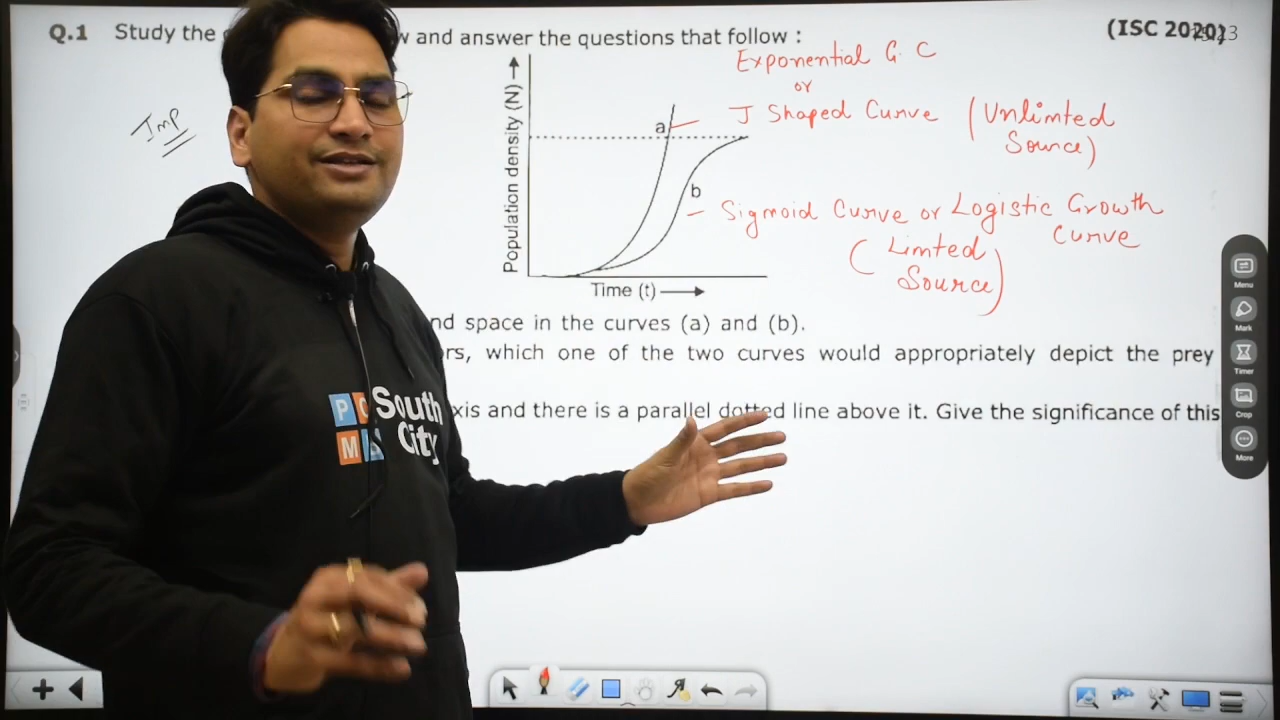 Q.1 Study the w and answer the questions that follow : (ISC 2020)
Exponential G. C
or
J Shaped Curve (Unlimted
Source)
Imp
Population density (N)
a
b
Sigmoid Curve or Logistic Growth
Curve
(Limted
Source)
Time (t)
nd space in the curves (a) and (b).
rs, which one of the two curves would appropriately depict the prey
xis and there is a parallel dotted line above it. Give the significance of this
South
City
Menu
Mark
Timer
Crop
More